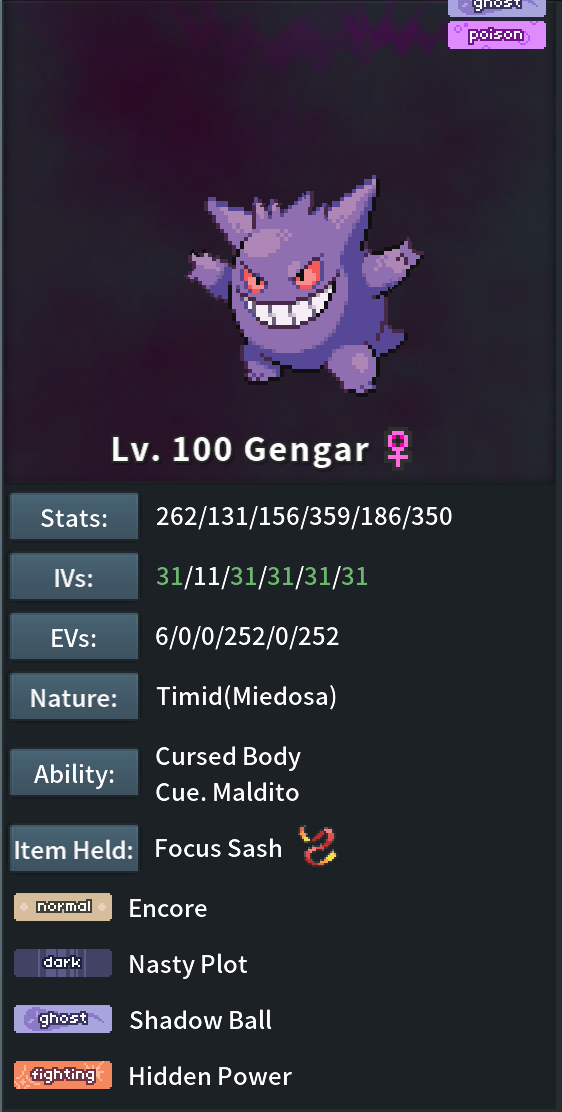 ghost
poison
Lv. 100 Gengar ♀
Stats: 262/131/156/359/186/350
IVs: 31/11/31/31/31/31
EVs: 6/0/0/252/0/252
Nature: Timid(Miedosa)
Ability: Cursed Body
Cue. Maldito
Item Held: Focus Sash
normal Encore
dark Nasty Plot
ghost Shadow Ball
fighting Hidden Power